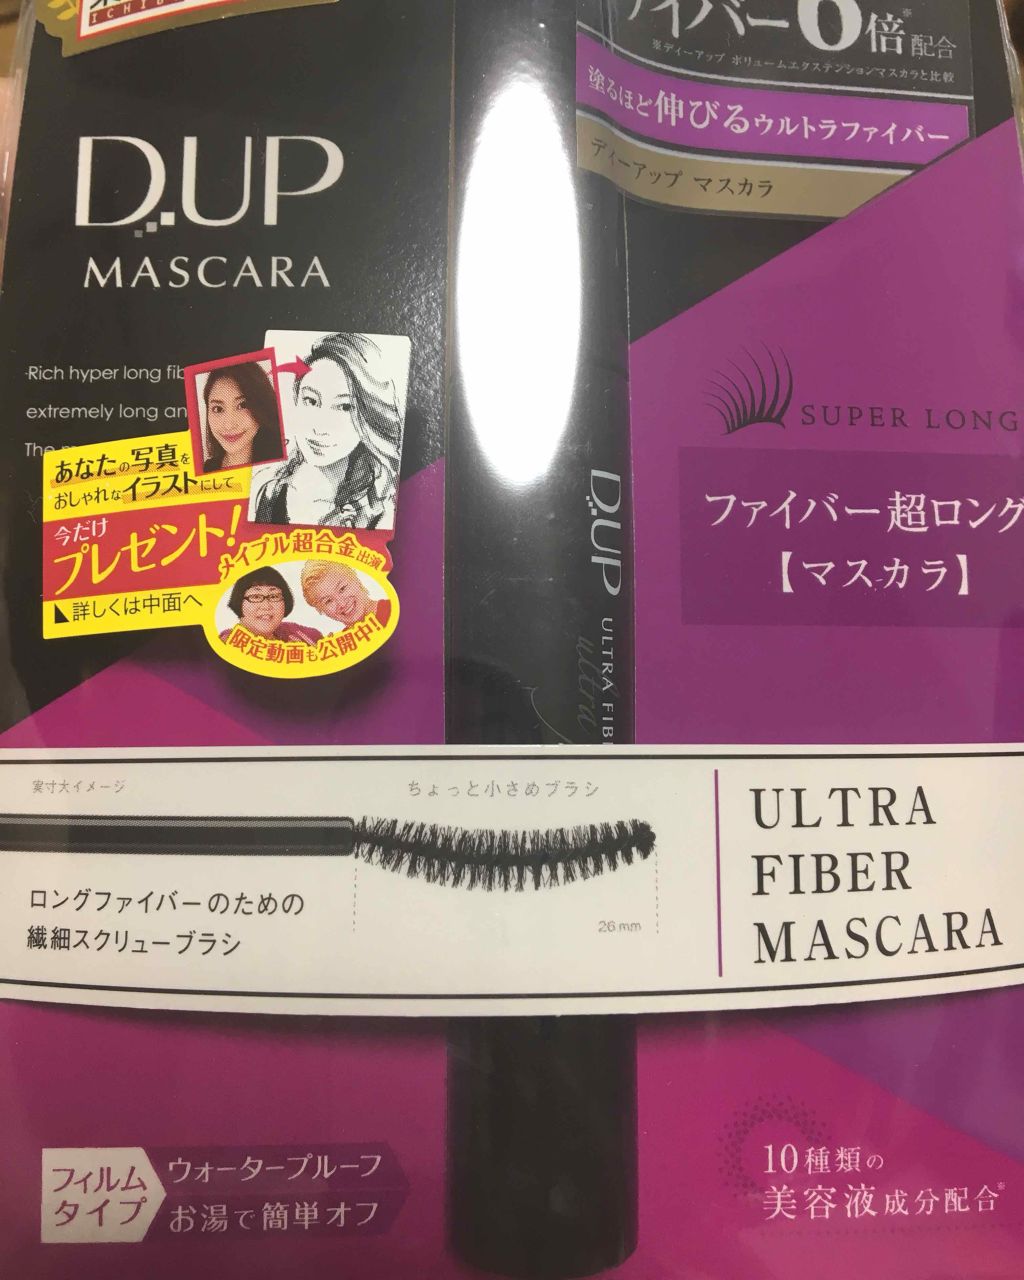 ICHI
イバー6倍※配合
※ディーアップ ボリュームエクステンションマスカラと比較
塗るほど伸びるウルトラファイバー
ディーアップ マスカラ
D.UP
MASCARA
Rich hyper long fib
extremely long an
The
あなたの写真を
おしゃれなイラストにして
今だけ
プレゼント!
詳しくは中面へ
メイプル超合金出演
限定動画も公開中!
SUPER LONG
ファイバー超ロング
【マスカラ】
D.UP ULTRA FIB
ultra
実寸大イメージ
ちょっと小さめブラシ
26mm
ロングファイバーのための
繊細スクリューブラシ
ULTRA
FIBER
MASCARA
フィルム
タイプ
ウォータープルーフ
お湯で簡単オフ
10種類の
美容液成分配合※